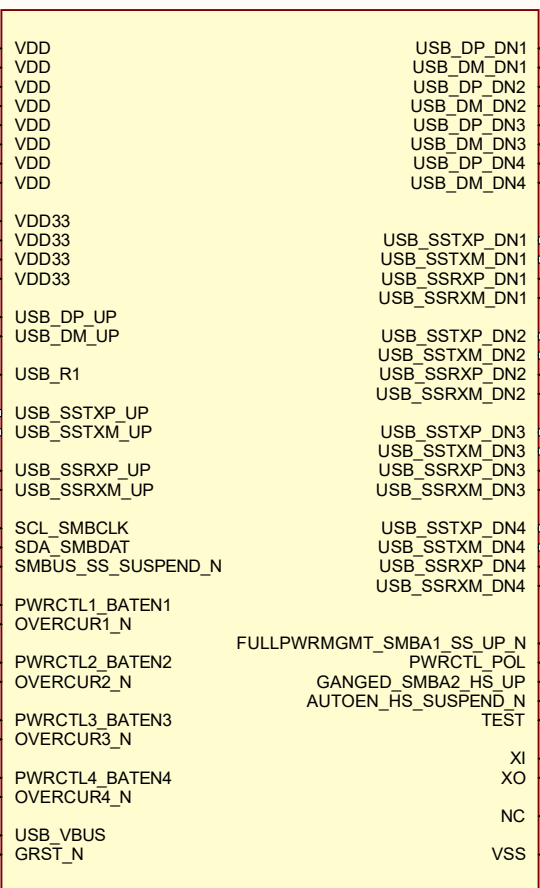 VDD
VDD
VDD
VDD
VDD
VDD
VDD
VDD
VDD33
VDD33
VDD33
VDD33
USB_DP_UP
USB_DM_UP
USB_R1
USB_SSTXP_UP
USB_SSTXM_UP
USB_SSRXP_UP
USB_SSRXM_UP
SCL_SMBCLK
SDA_SMBDAT
SMBUS_SS_SUSPEND_N
PWRCTL1_BATEN1
OVERCUR1_N
PWRCTL2_BATEN2
OVERCUR2_N
PWRCTL3_BATEN3
OVERCUR3_N
PWRCTL4_BATEN4
OVERCUR4_N
USB_VBUS
GRST_N
USB_DP_DN1
USB_DM_DN1
USB_DP_DN2
USB_DM_DN2
USB_DP_DN3
USB_DM_DN3
USB_DP_DN4
USB_DM_DN4
USB_SSTXP_DN1
USB_SSTXM_DN1
USB_SSRXP_DN1
USB_SSRXM_DN1
USB_SSTXP_DN2
USB_SSTXM_DN2
USB_SSRXP_DN2
USB_SSRXM_DN2
USB_SSTXP_DN3
USB_SSTXM_DN3
USB_SSRXP_DN3
USB_SSRXM_DN3
USB_SSTXP_DN4
USB_SSTXM_DN4
USB_SSRXP_DN4
USB_SSRXM_DN4
FULLPWRMGMT_SMBA1_SS_UP_N
PWRCTL_POL
GANGED_SMBA2_HS_UP
AUTOEN_HS_SUSPEND_N
TEST
XI
XO
NC
VSS